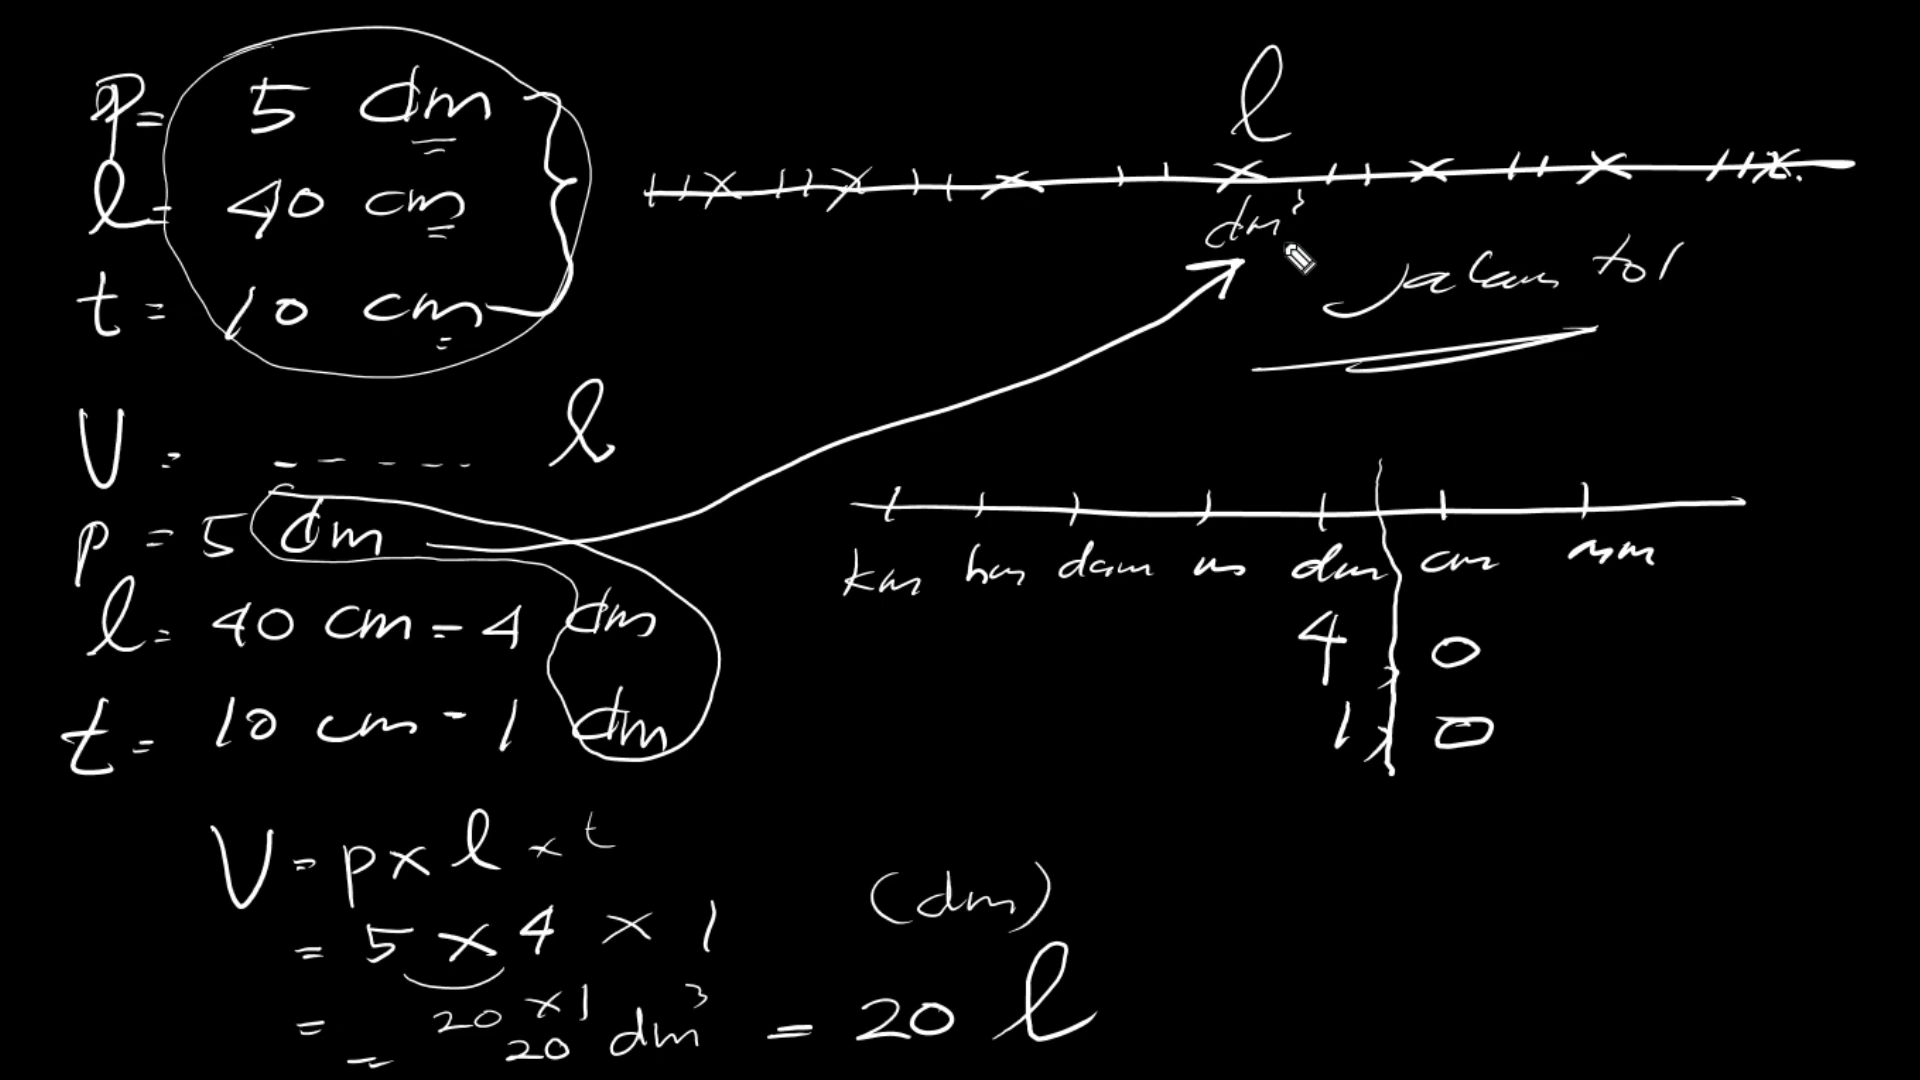 p = 5 dm
l = 40 cm
t = 10 cm
l
dm³
jalan tol
V = ----- l
p = 5 dm
l = 40 cm = 4 dm
t = 10 cm - 1 dm
km hm dam m dm cm mm
4, 0
1, 0
V = p x l x t
= 5 x 4 x 1 (dm)
= 20 x 1
= 20 dm³ = 20 l